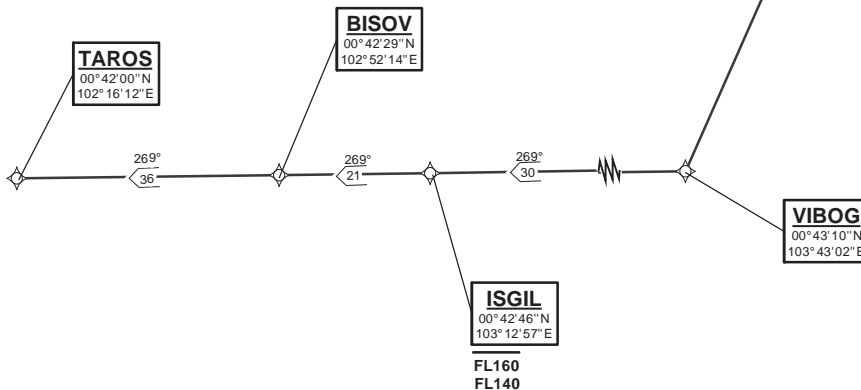 BISOV
00°42'29"N
102°52'14"E
TAROS
00°42'00"N
102°16'12"E
269°
36
269°
21
269°
30
VIBOG
00°43'10"N
103°43'02"E
ISGIL
00°42'46"N
103°12'57"E
FL160
FL140